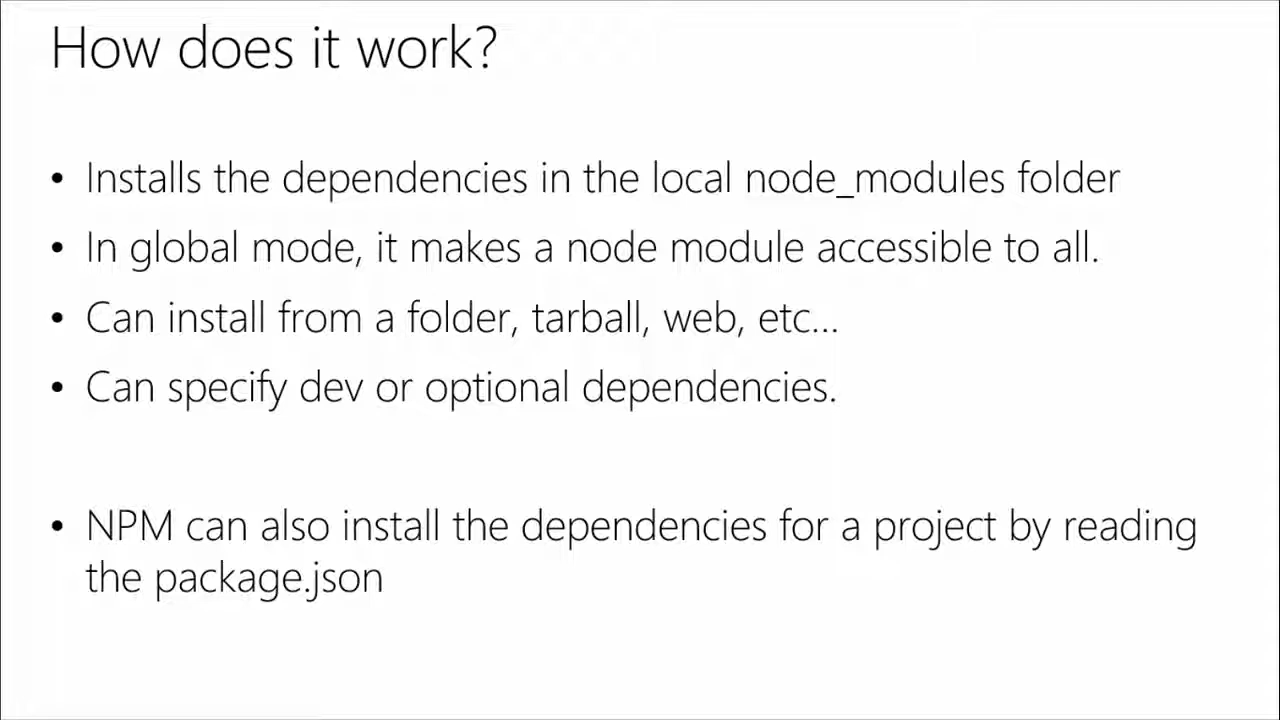 How does it work?
• Installs the dependencies in the local node_modules folder
• In global mode, it makes a node module accessible to all.
• Can install from a folder, tarball, web, etc...
• Can specify dev or optional dependencies.
• NPM can also install the dependencies for a project by reading
the package.json